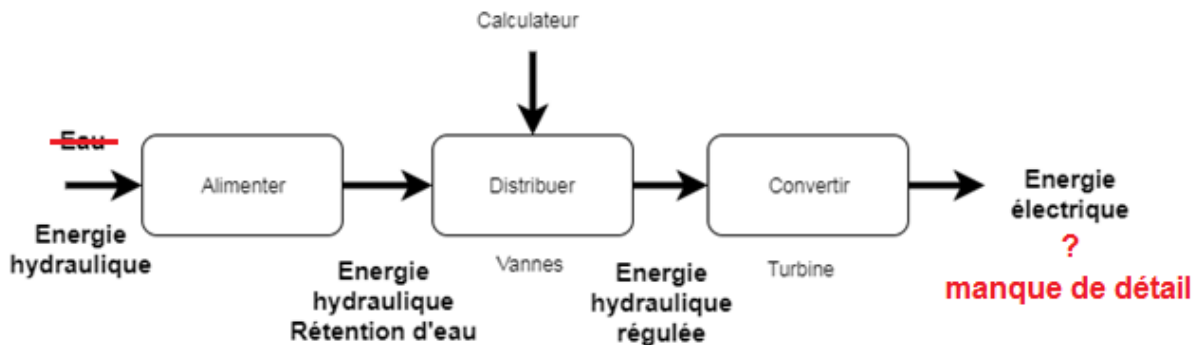 Calculateur
Eau
Alimenter
Distribuer
Convertir
Energie
hydraulique
Energie
hydraulique
Rétention d'eau
Vannes
Energie
hydraulique
régulée
Turbine
Energie
électrique
?
manque de détail